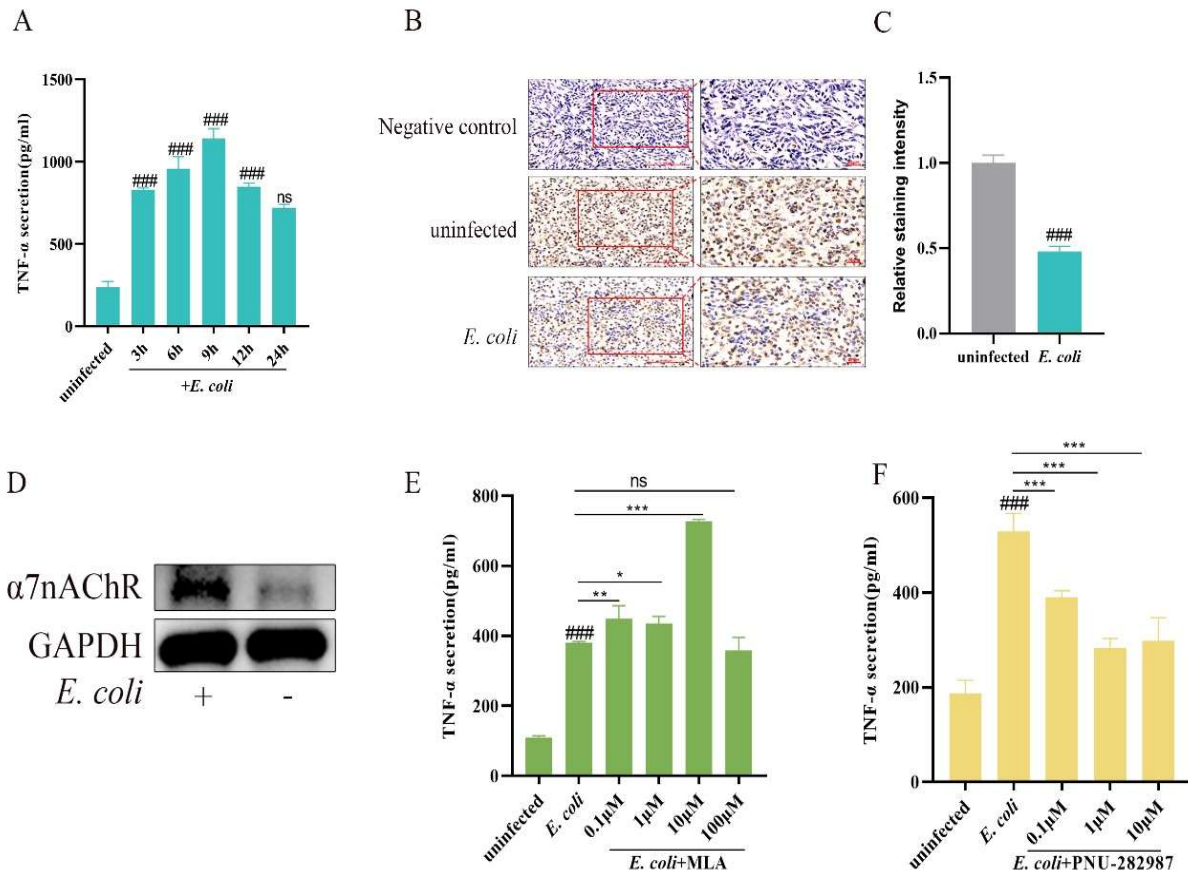 A
TNF-α secretion(pg/ml)
1500
1000
500
0
###
###
###
###
ns
uninfected
3h
6h
9h
12h
24h
+E. coli
B
Negative control
uninfected
E. coli
C
Relative staining intensity
1.5
1.0
0.5
0.0
###
uninfected
E. coli
D
α7nAChR
GAPDH
E. coli + -
E
TNF-α secretion(pg/ml)
800
600
400
200
0
ns
***
*
**
###
uninfected
E. coli
0.1μM
1μM
10μM
100μM
E. coli+MLA
F
TNF-α secretion(pg/ml)
600
400
200
0
***
***
***
###
uninfected
E. coli
0.1μM
1μM
10μM
E. coli+PNU-282987